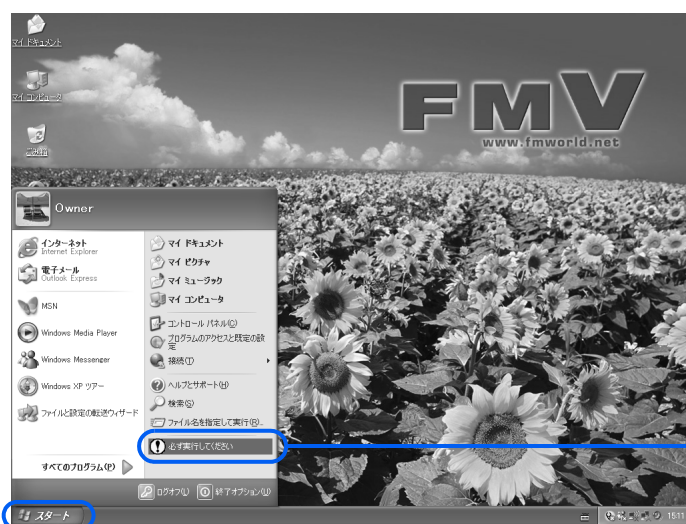 マイ ドキュメント
マイ コンピュータ
ごみ箱
FMV
www.fmworld.net
Owner
インターネット
Internet Explorer
電子メール
Outlook Express
MSN
Windows Media Player
Windows Messenger
Windows XP ツアー
ファイルと設定の転送ウィザード
すべてのプログラム(P)
マイ ドキュメント
マイ ピクチャ
マイ ミュージック
マイ コンピュータ
コントロール パネル(C)
プログラムのアクセスと既定の設
定
接続(T)
ヘルプとサポート(H)
検索(S)
ファイル名を指定して実行(R)...
必ず実行してください
ログオフ(L)
終了オプション(U)
スタート
15:11